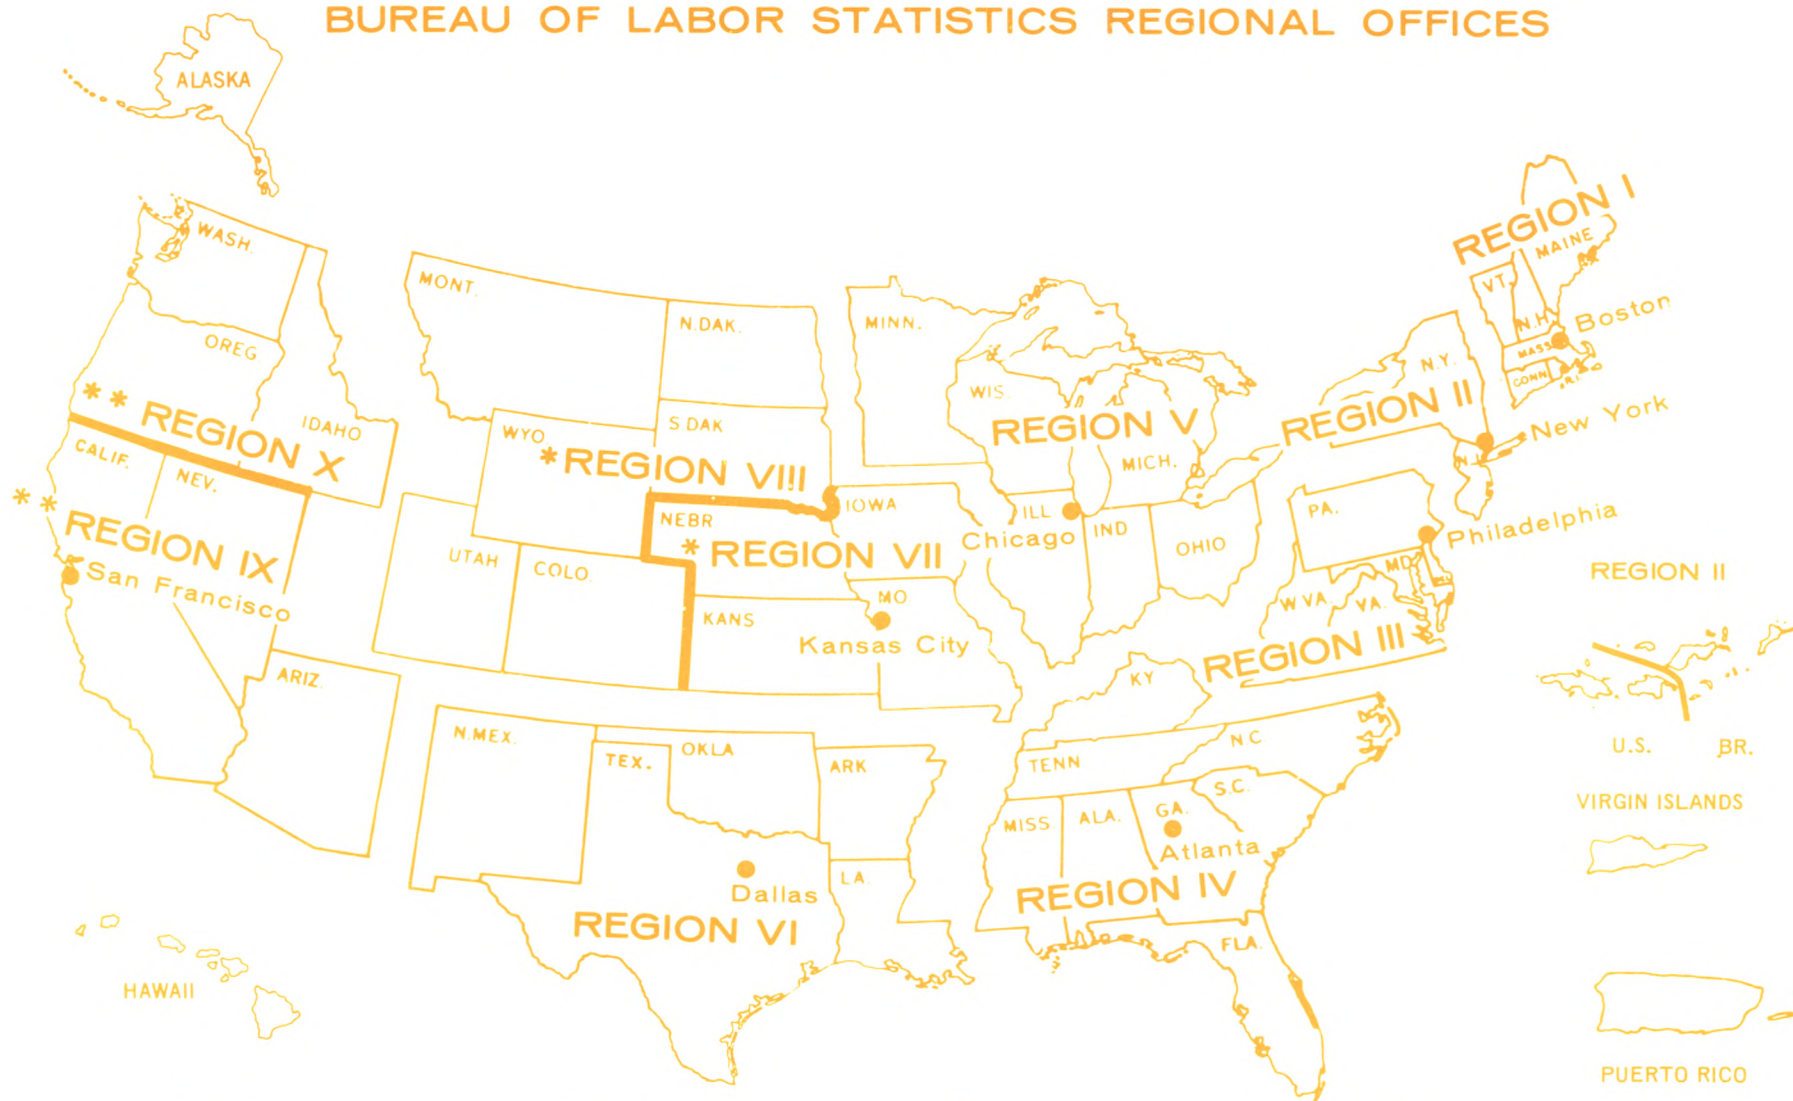 BUREAU OF LABOR STATISTICS REGIONAL OFFICES
ALASKA
REGION I
MAINE
VT.
N.H.
Boston
MASS
CONN
R.I.
WASH.
OREG
IDAHO
** REGION X
MONT.
N.DAK.
S DAK
WYO.
*REGION VIII
MINN.
WIS.
REGION V
MICH.
N.Y.
REGION II
New York
N.J.
CALIF.
NEV.
** REGION IX
San Francisco
UTAH
COLO.
NEBR
IOWA
* REGION VII
KANS
MO
Kansas City
ILL
Chicago
IND
OHIO
PA.
Philadelphia
MD
W VA.
VA.
REGION III
REGION II
U.S.
BR.
VIRGIN ISLANDS
ARIZ.
N.MEX.
TEX.
OKLA
ARK
LA
Dallas
REGION VI
KY
TENN
N C
S.C.
MISS
ALA.
GA.
Atlanta
REGION IV
FLA.
HAWAII
PUERTO RICO